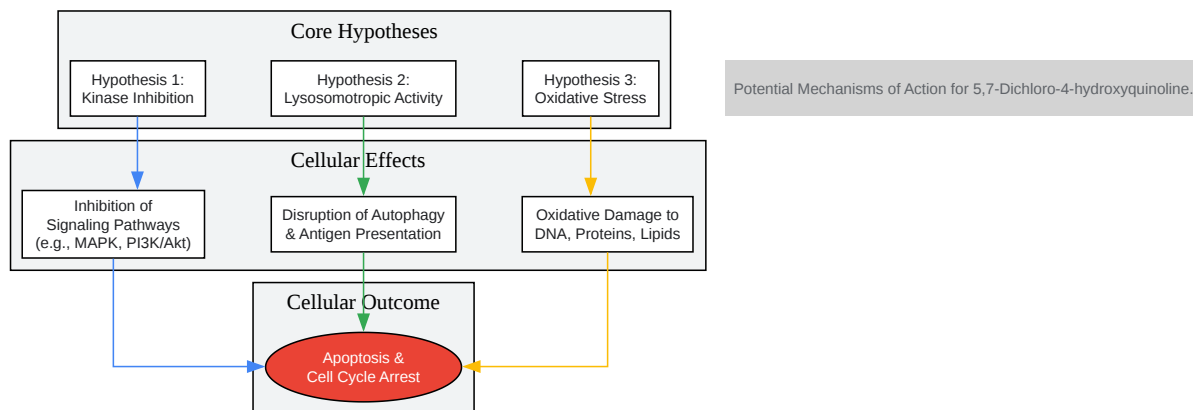 Core Hypotheses
Hypothesis 1:
Kinase Inhibition
Hypothesis 2:
Lysosomotropic Activity
Hypothesis 3:
Oxidative Stress
Potential Mechanisms of Action for 5,7-Dichloro-4-hydroxyquinoline.
Cellular Effects
Inhibition of
Signaling Pathways
(e.g., MAPK, PI3K/Akt)
Disruption of Autophagy
& Antigen Presentation
Oxidative Damage to
DNA, Proteins, Lipids
Cellular Outcome
Apoptosis &
Cell Cycle Arrest